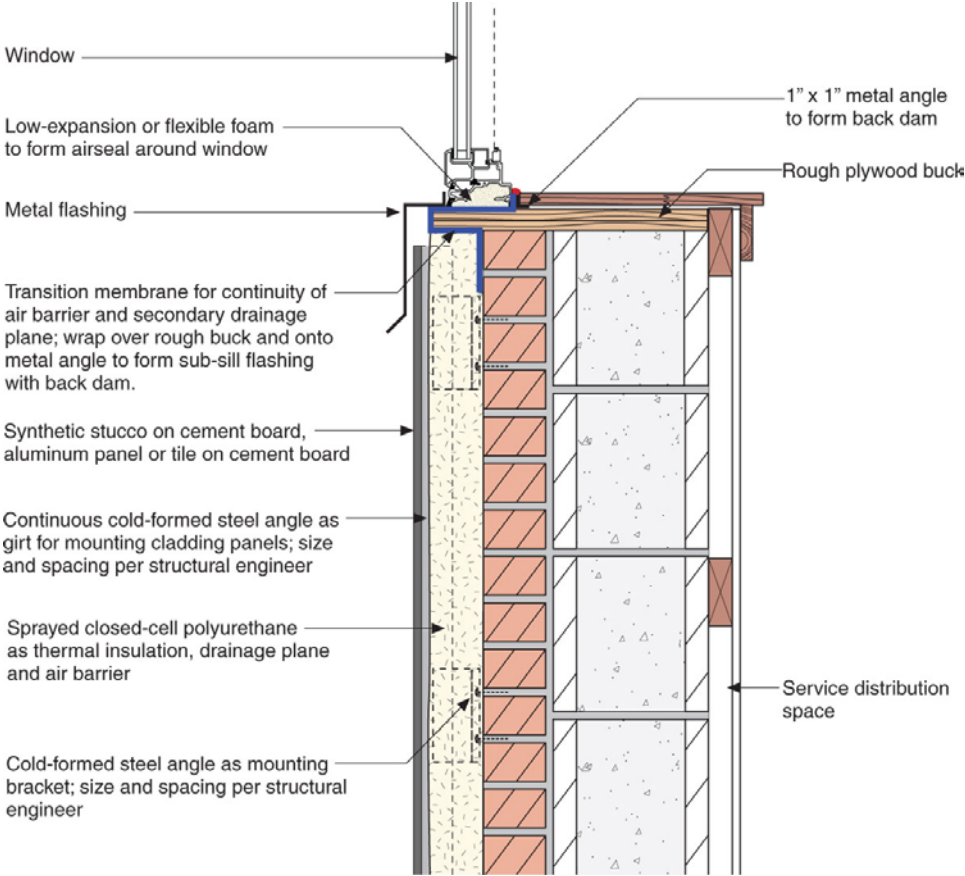 Window
Low-expansion or flexible foam
to form airseal around window
Metal flashing
Transition membrane for continuity of
air barrier and secondary drainage
plane; wrap over rough buck and onto
metal angle to form sub-sill flashing
with back dam.
Synthetic stucco on cement board,
aluminum panel or tile on cement board
Continuous cold-formed steel angle as
girt for mounting cladding panels; size
and spacing per structural engineer
Sprayed closed-cell polyurethane
as thermal insulation, drainage plane
and air barrier
Cold-formed steel angle as mounting
bracket; size and spacing per structural
engineer
1” x 1” metal angle
to form back dam
Rough plywood buck
Service distribution
space